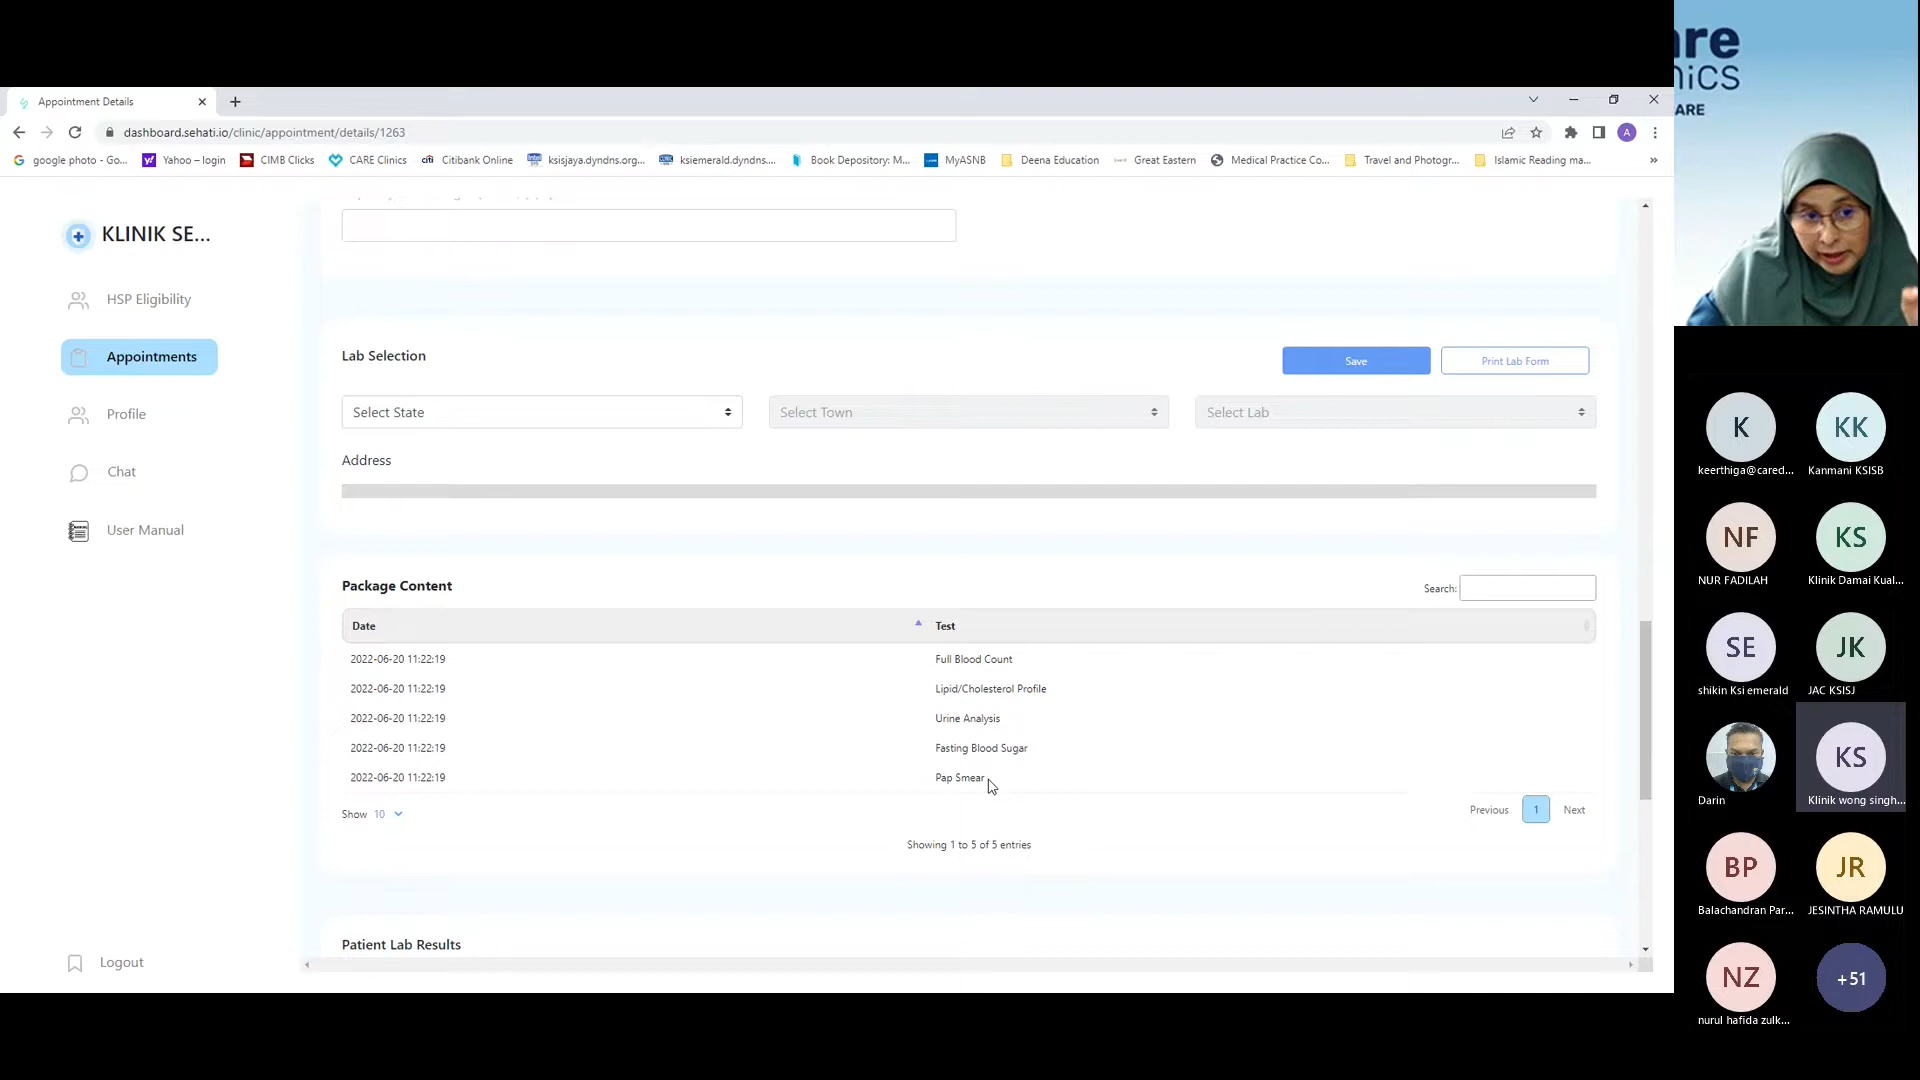 Appointment Details
dashboard.sehati.io/clinic/appointment/details/1263
A
google photo - Go...
Yahoo – login
CIMB Clicks
CARE Clinics
citi
Citibank Online
ksisjaya.dyndns.org...
ksiemerald.dyndns....
Book Depository: M...
MyASNB
Deena Education
Great Eastern
Medical Practice Co...
Travel and Photogr...
Islamic Reading ma...
»
KLINIK SE...
HSP Eligibility
Appointments
Profile
Chat
User Manual
Logout
Lab Selection
Save
Print Lab Form
Select State
Select Town
Select Lab
Address
Package Content
Search:
Date
Test
2022-06-20 11:22:19 Full Blood Count
2022-06-20 11:22:19 Lipid/Cholesterol Profile
2022-06-20 11:22:19 Urine Analysis
2022-06-20 11:22:19 Fasting Blood Sugar
2022-06-20 11:22:19 Pap Smear
Show 10
Previous 1 Next
Showing 1 to 5 of 5 entries
Patient Lab Results
are
nics
ARE
K
keerthiga@cared...
KK
Kanmani KSISB
NF
NUR FADILAH
KS
Klinik Damai Kual...
SE
shikin Ksi emerald
JK
JAC KSISJ
Darin
KS
Klinik wong singh...
BP
Balachandran Par...
JR
JESINTHA RAMULU
NZ
nurul hafida zulk...
+51